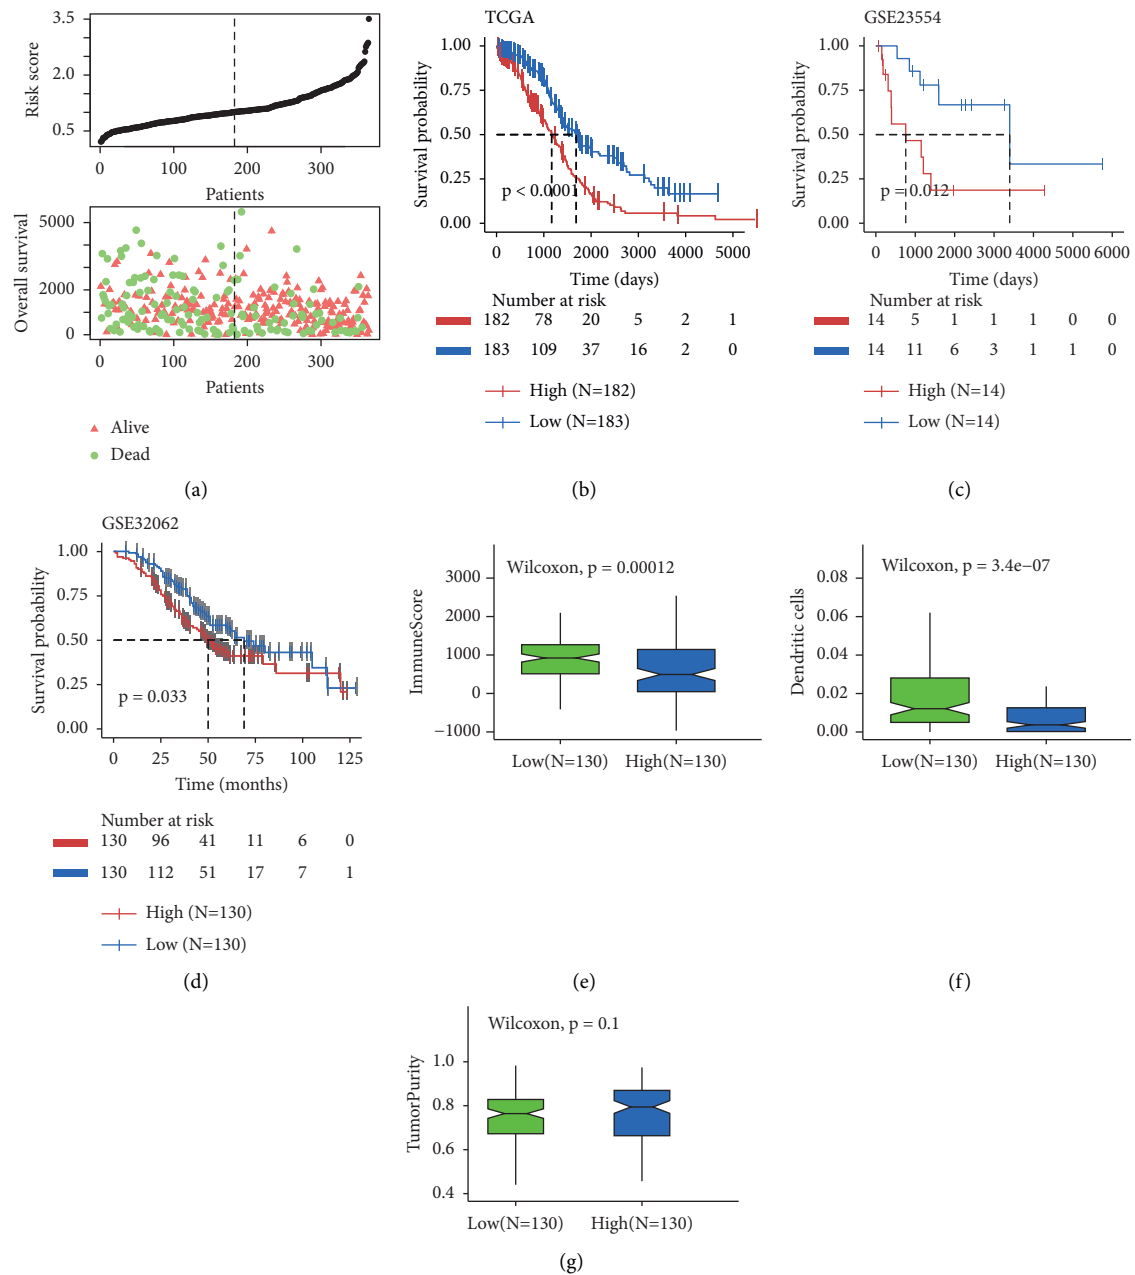 Risk score
3.5
2.0
0.5
0 100 200 300
Patients
Overall survival
5000
2000
0
0 100 200 300
Patients
Alive
Dead
(a)
TCGA
Survival probability
1.00
0.75
0.50
0.25
0.00
p < 0.0001
0 1000 2000 3000 4000 5000
Time (days)
Number at risk
182 78 20 5 2 1
183 109 37 16 2 0
High (N=182)
Low (N=183)
(b)
GSE23554
Survival probability
1.00
0.75
0.50
0.25
0.00
p = 0.012
0 1000 2000 3000 4000 5000 6000
Time (days)
Number at risk
14 5 1 1 1 0 0
14 11 6 3 1 1 0
High (N=14)
Low (N=14)
(c)
GSE32062
Survival probability
1.00
0.75
0.50
0.25
0.00
p = 0.033
0 25 50 75 100 125
Time (months)
Number at risk
130 96 41 11 6 0
130 112 51 17 7 1
High (N=130)
Low (N=130)
(d)
Wilcoxon, p = 0.00012
ImmuneScore
3000
2000
1000
0
−1000
Low(N=130) High(N=130)
(e)
Wilcoxon, p = 3.4e−07
Dendritic cells
0.08
0.06
0.04
0.02
0.00
Low(N=130) High(N=130)
(f)
Wilcoxon, p = 0.1
TumorPurity
1.0
0.8
0.6
0.4
Low(N=130) High(N=130)
(g)